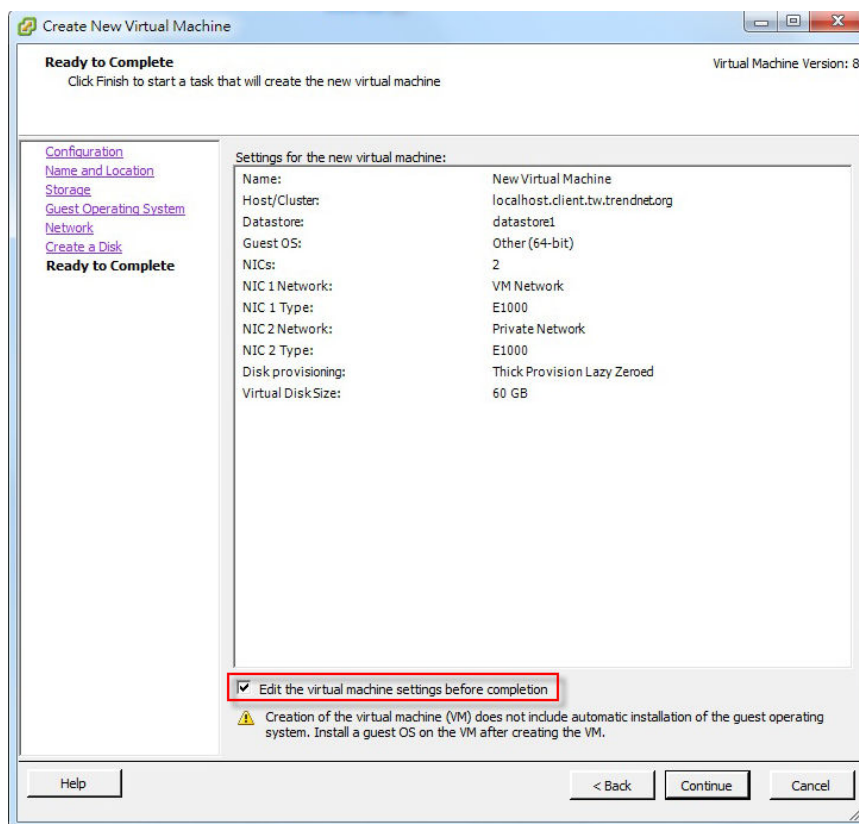 Create New Virtual Machine
Ready to Complete
Click Finish to start a task that will create the new virtual machine
Virtual Machine Version: 8
Configuration
Name and Location
Storage
Guest Operating System
Network
Create a Disk
Ready to Complete
Settings for the new virtual machine:
Name: New Virtual Machine
Host/Cluster: localhost.client.tw.trendnet.org
Datastore: datastore1
Guest OS: Other (64-bit)
NICs: 2
NIC 1 Network: VM Network
NIC 1 Type: E1000
NIC 2 Network: Private Network
NIC 2 Type: E1000
Disk provisioning: Thick Provision Lazy Zeroed
Virtual Disk Size: 60 GB
Edit the virtual machine settings before completion
Creation of the virtual machine (VM) does not include automatic installation of the guest operating
system. Install a guest OS on the VM after creating the VM.
Help
< Back
Continue
Cancel